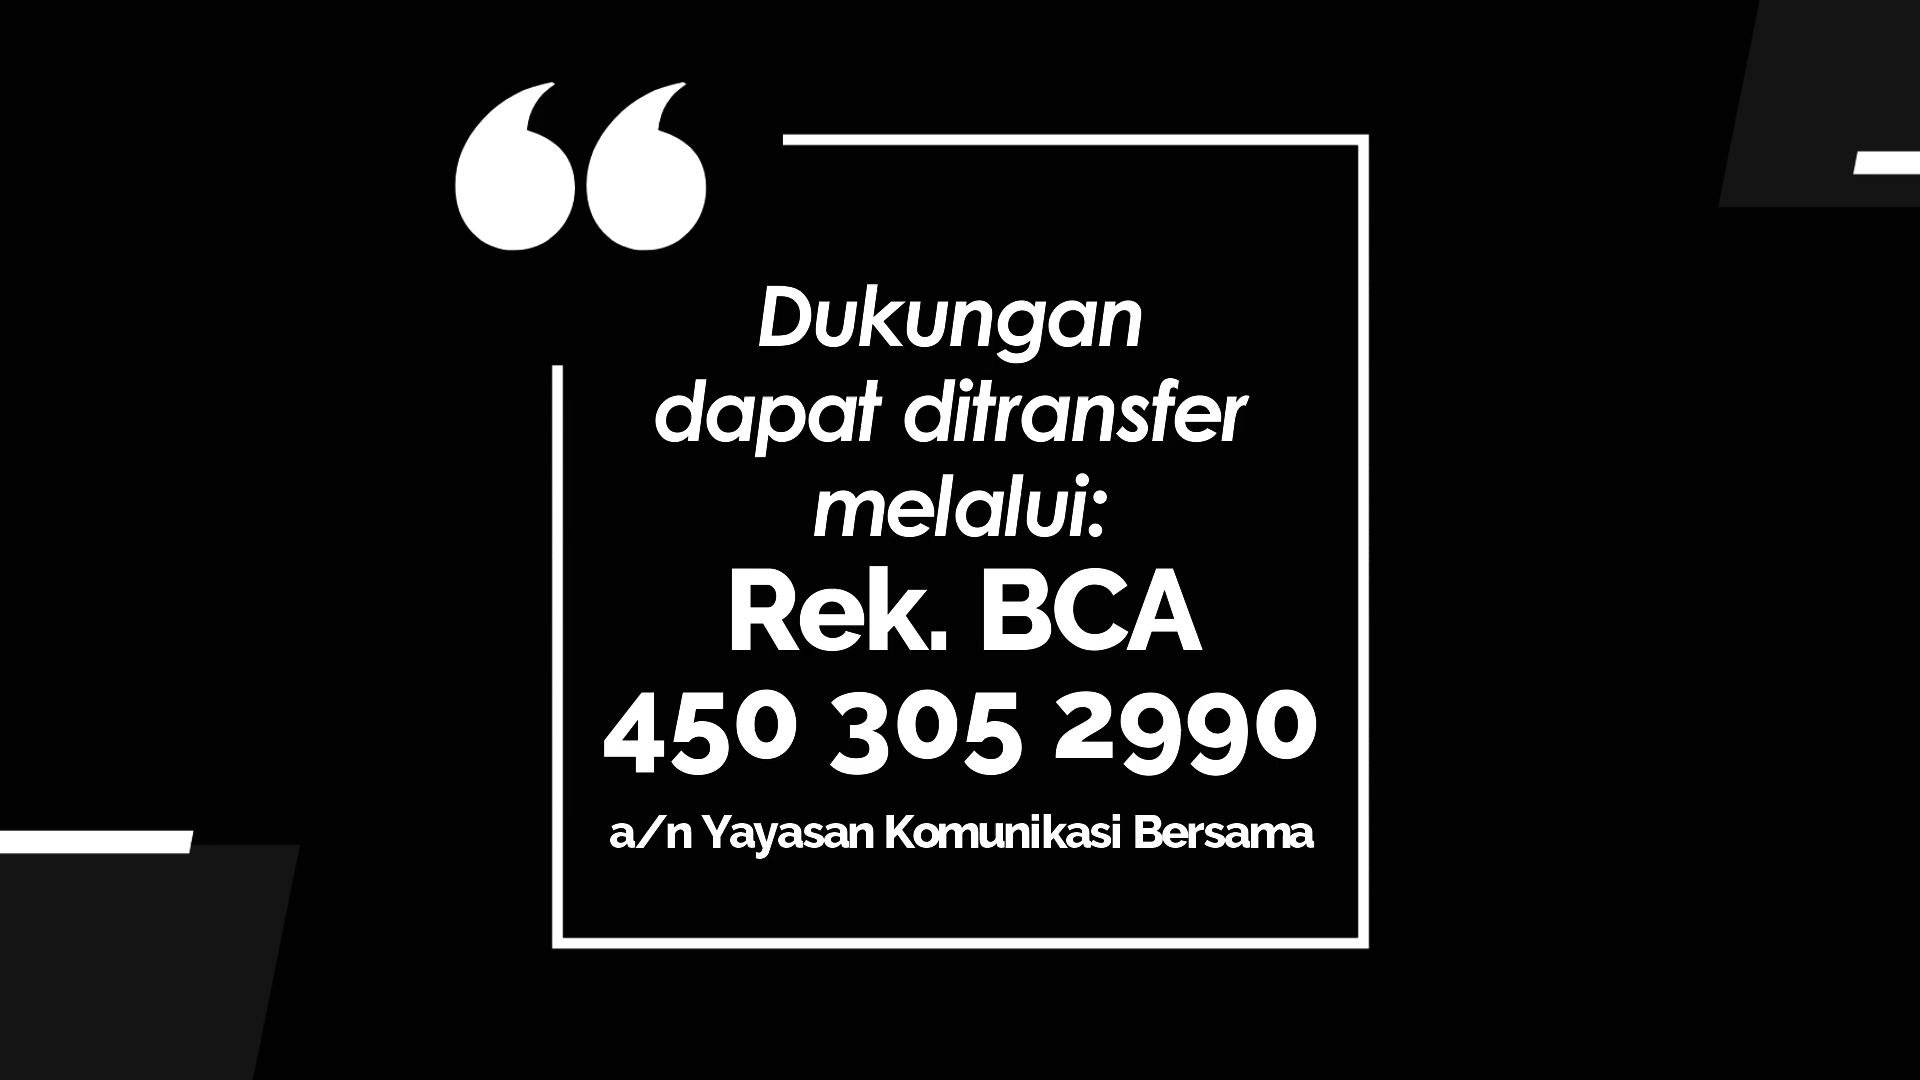 Dukungan
dapat ditransfer
melalui:
Rek. BCA
450 305 2990
a/n Yayasan Komunikasi Bersama